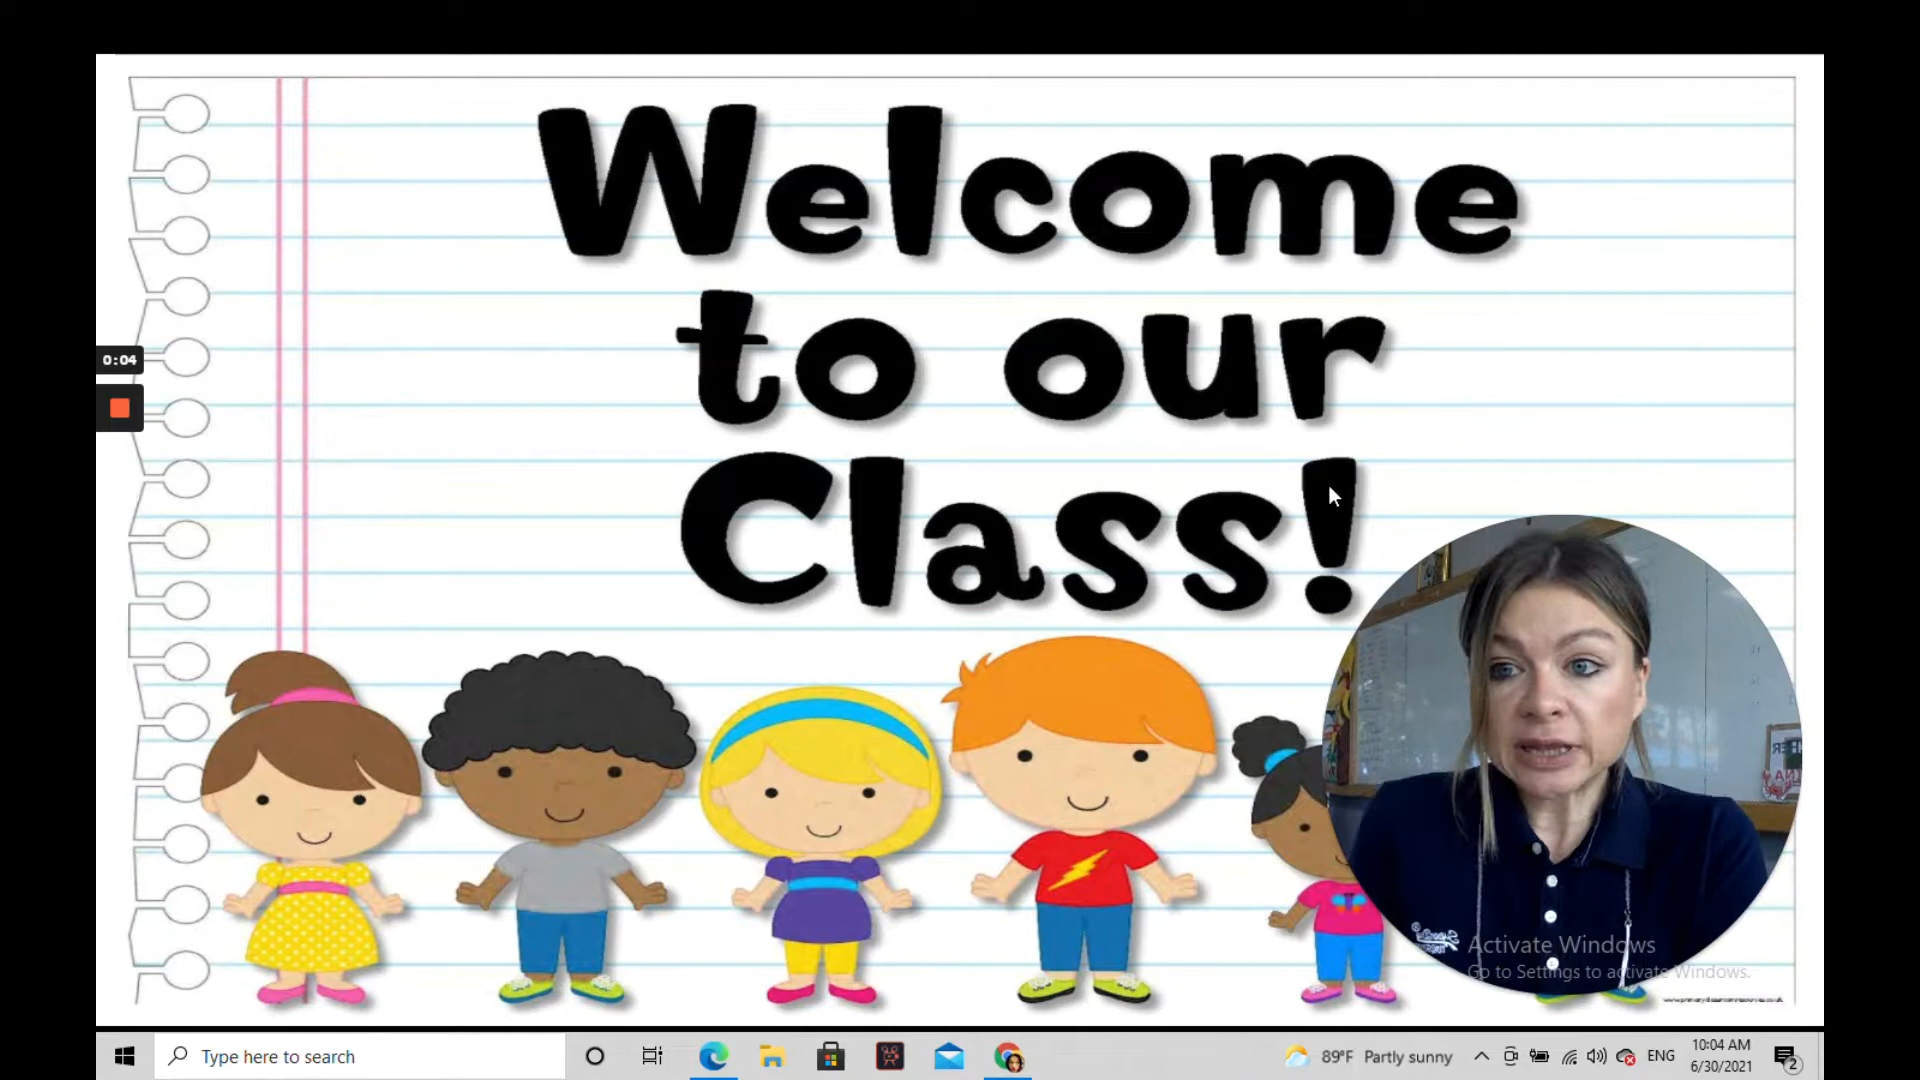 Welcome
to our
Class!
0:04
Activate Windows
Go to Settings to activate Windows.
Type here to search
89°F Partly sunny
ENG
10:04 AM
6/30/2021
2